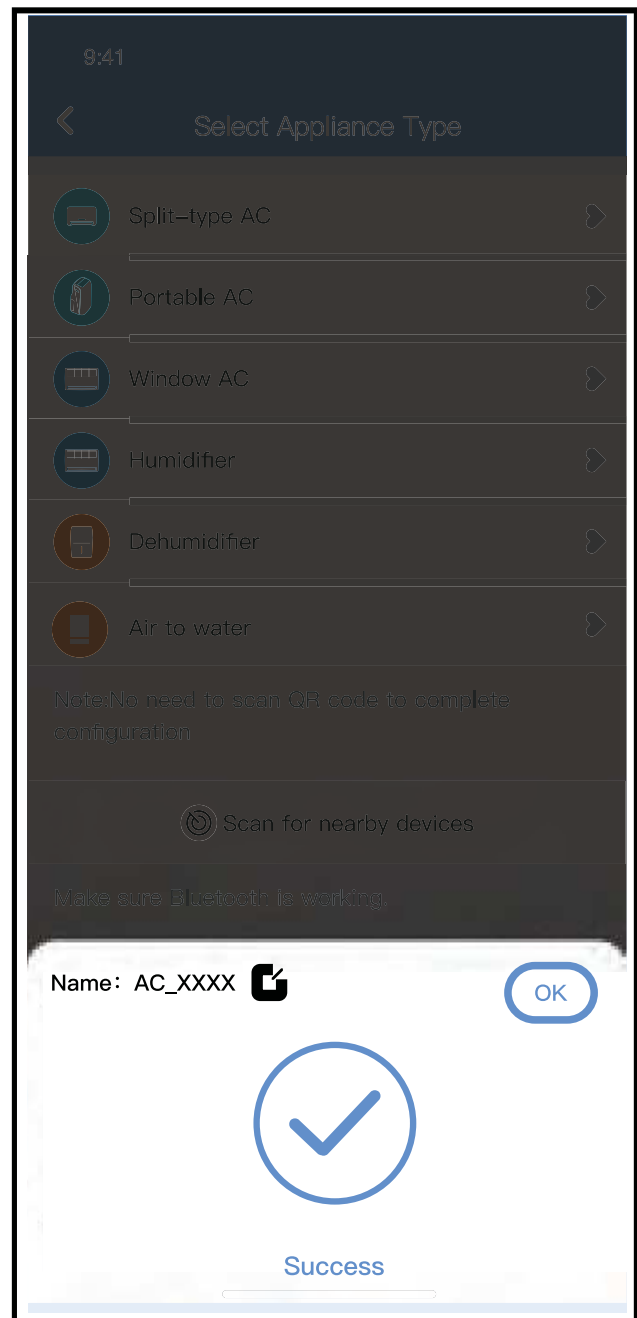 9:41
Select Appliance Type
Split-type AC
Portable AC
Window AC
Humidifier
Dehumidifier
Air to water
Note:No need to scan QR code to complete
configuration
Scan for nearby devices
Make sure Bluetooth is working.
Name: AC_XXXX
OK
Success